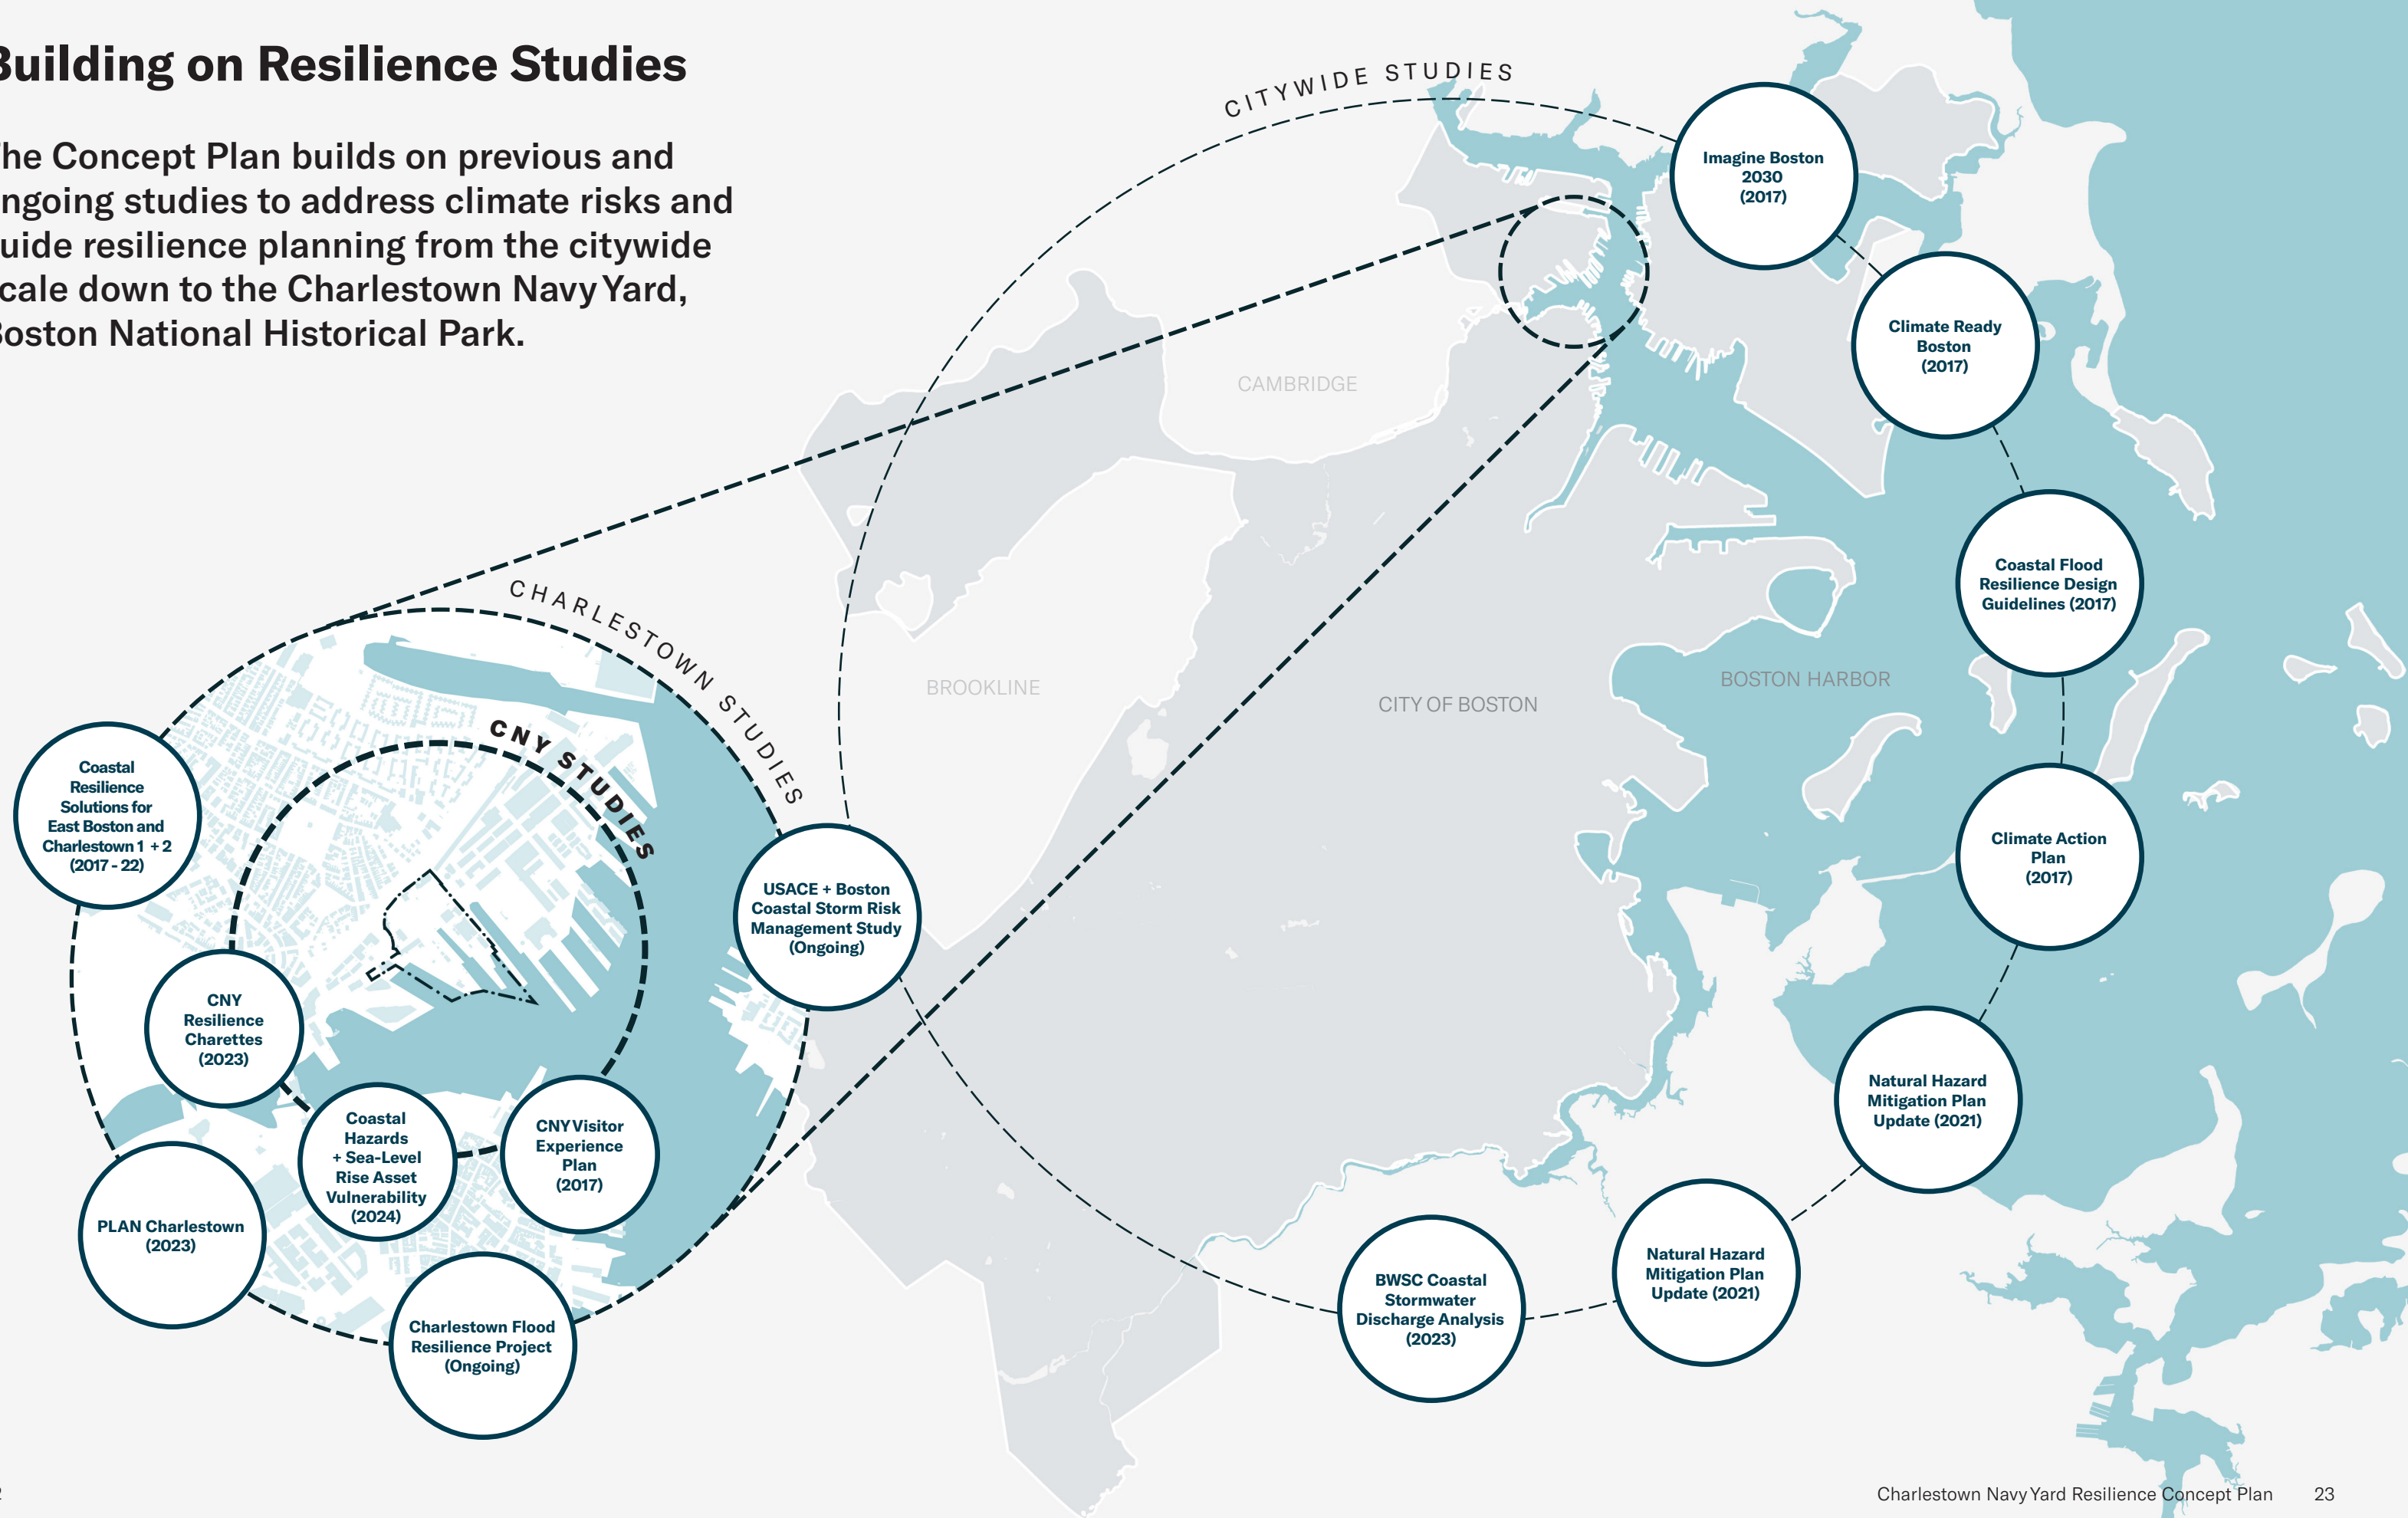 Building on Resilience Studies
he Concept Plan builds on previous and
ngoing studies to address climate risks and
uide resilience planning from the citywide
cale down to the Charlestown Navy Yard,
Boston National Historical Park.
CITYWIDE STUDIES
Imagine Boston
2030
(2017)
Climate Ready
Boston
(2017)
Coastal Flood
Resilience Design
Guidelines (2017)
Climate Action
Plan
(2017)
Natural Hazard
Mitigation Plan
Update (2021)
Natural Hazard
Mitigation Plan
Update (2021)
BWSC Coastal
Stormwater
Discharge Analysis
(2023)
USACE + Boston
Coastal Storm Risk
Management Study
(Ongoing)
CAMBRIDGE
BROOKLINE
CITY OF BOSTON
BOSTON HARBOR
CHARLESTOWN STUDIES
Coastal
Resilience
Solutions for
East Boston and
Charlestown 1 + 2
(2017 - 22)
PLAN Charlestown
(2023)
Charlestown Flood
Resilience Project
(Ongoing)
CNY STUDIES
CNY
Resilience
Charettes
(2023)
Coastal
Hazards
+ Sea-Level
Rise Asset
Vulnerability
(2024)
CNY Visitor
Experience
Plan
(2017)
2
Charlestown Navy Yard Resilience Concept Plan 23